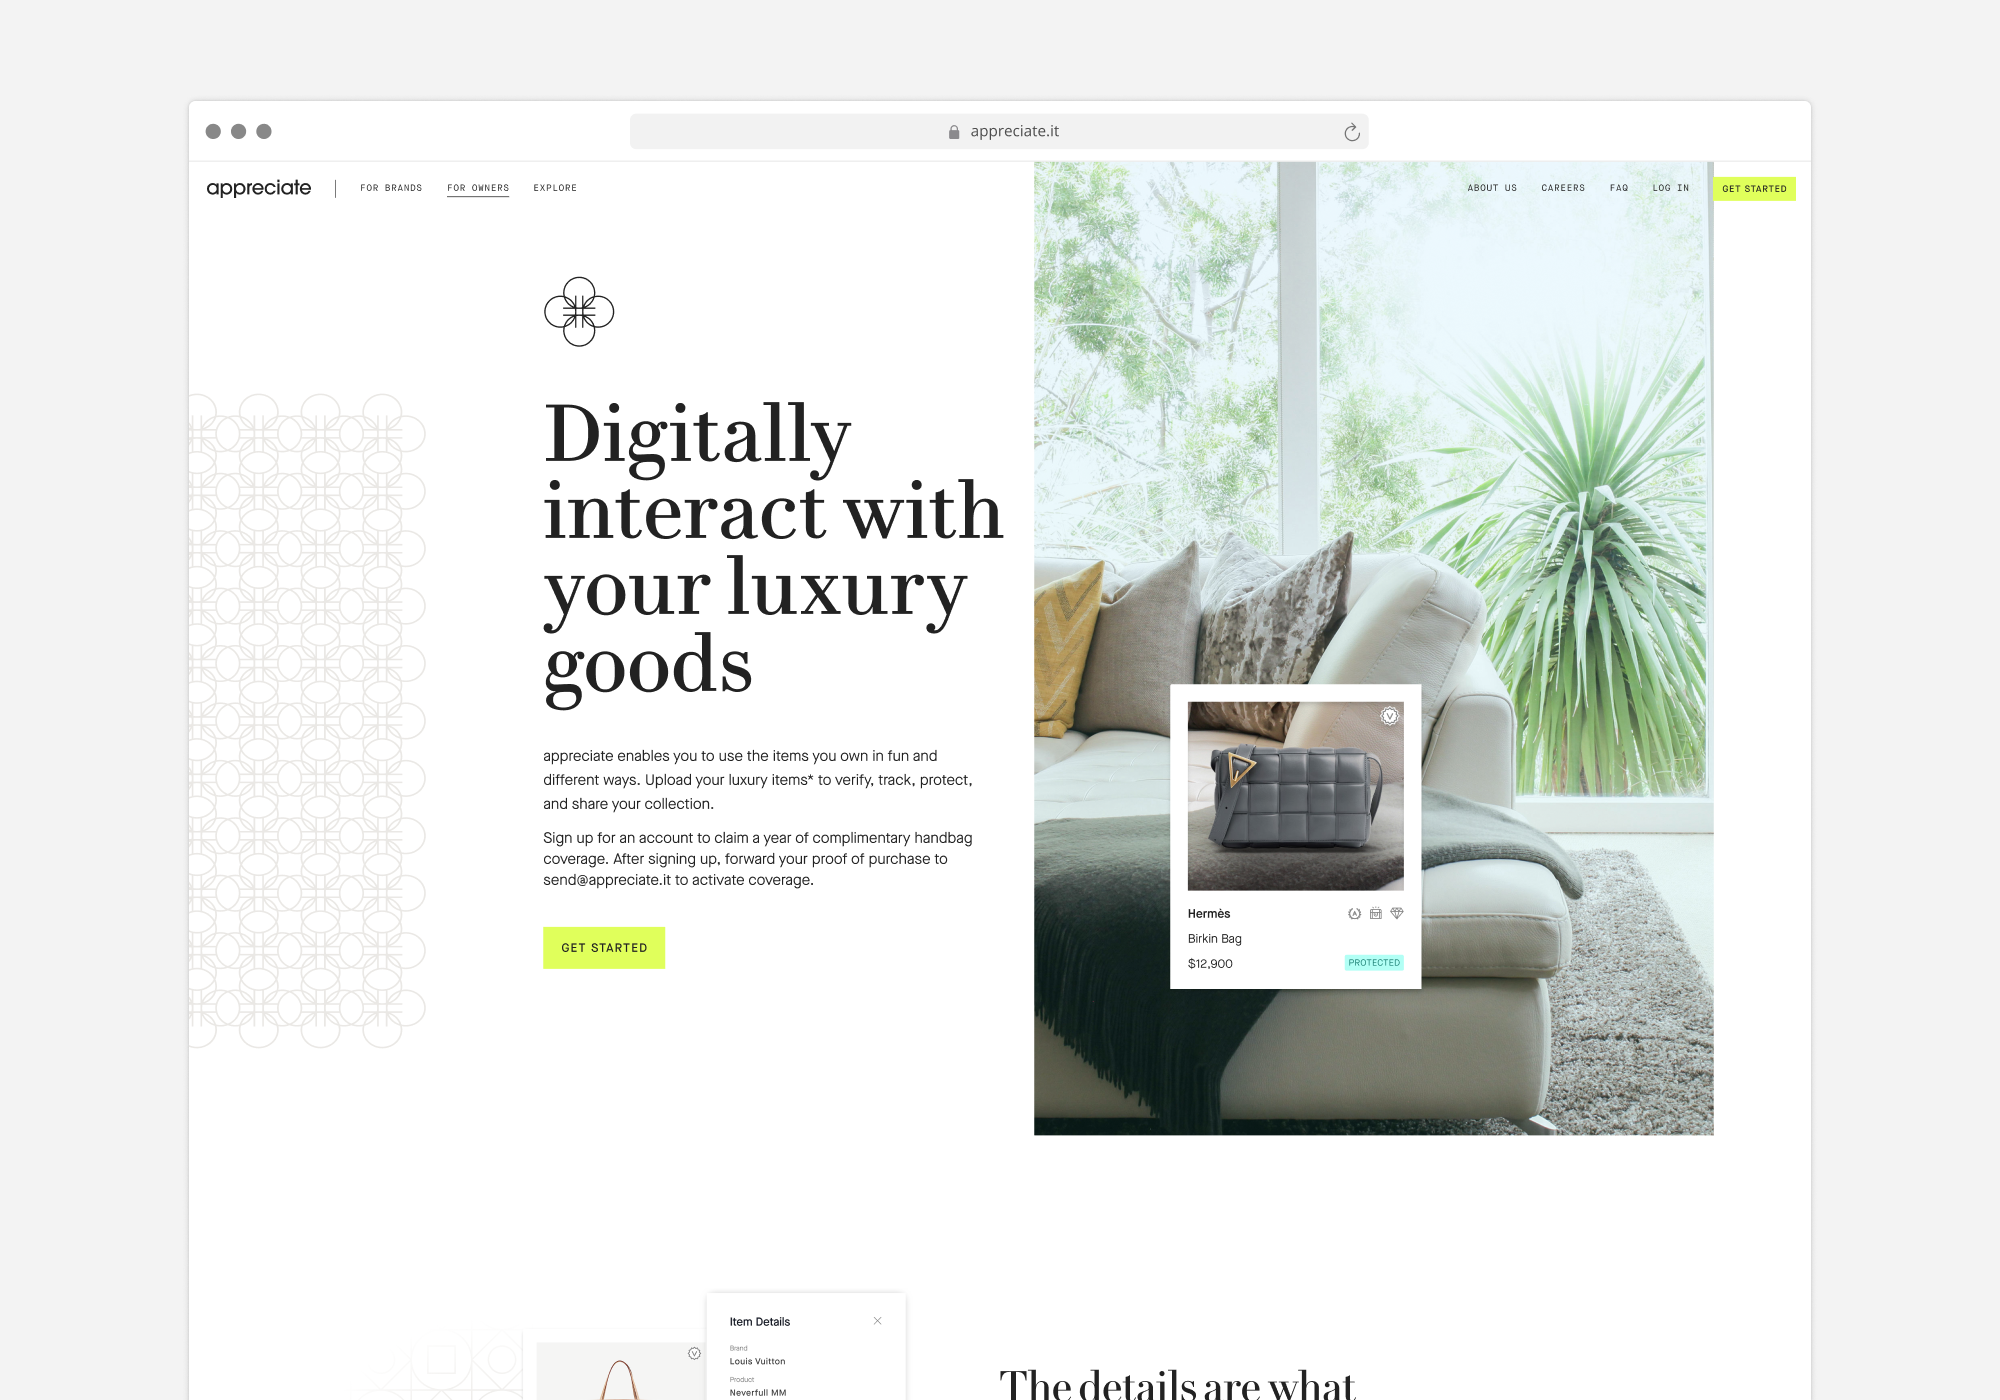 appreciate.it
appreciate
FOR BRANDS
FOR OWNERS
EXPLORE
ABOUT US
CAREERS
FAQ
LOG IN
GET STARTED
Digitally
interact with
your luxury
goods
appreciate enables you to use the items you own in fun and
different ways. Upload your luxury items* to verify, track, protect,
and share your collection.
Sign up for an account to claim a year of complimentary handbag
coverage. After signing up, forward your proof of purchase to
send@appreciate.it to activate coverage.
GET STARTED
V
Hermès
A
Birkin Bag
$12,900
PROTECTED
V
Item Details
Brand
Louis Vuitton
Product
Neverfull MM
The details are what